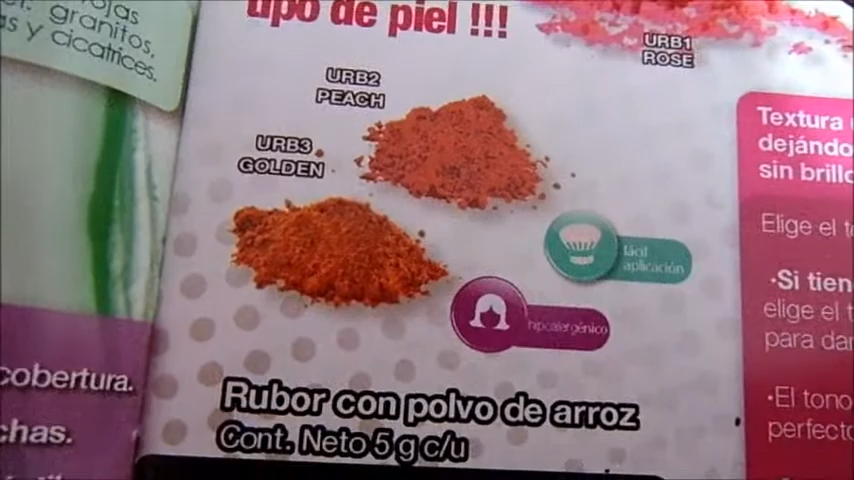 granitos,
s y cicatrices.
tipo de piel !!!
URB1
ROSE
URB2
PEACH
URB3
GOLDEN
fácil
aplicación
hipoalergénico
Rubor con polvo de arroz
Cont. Neto 5 g c/u
cobertura.
chas.
Textura
dejándo
sin brillo
Elige el to
•Si tien
elige el t
para dar
•El tono
perfecto